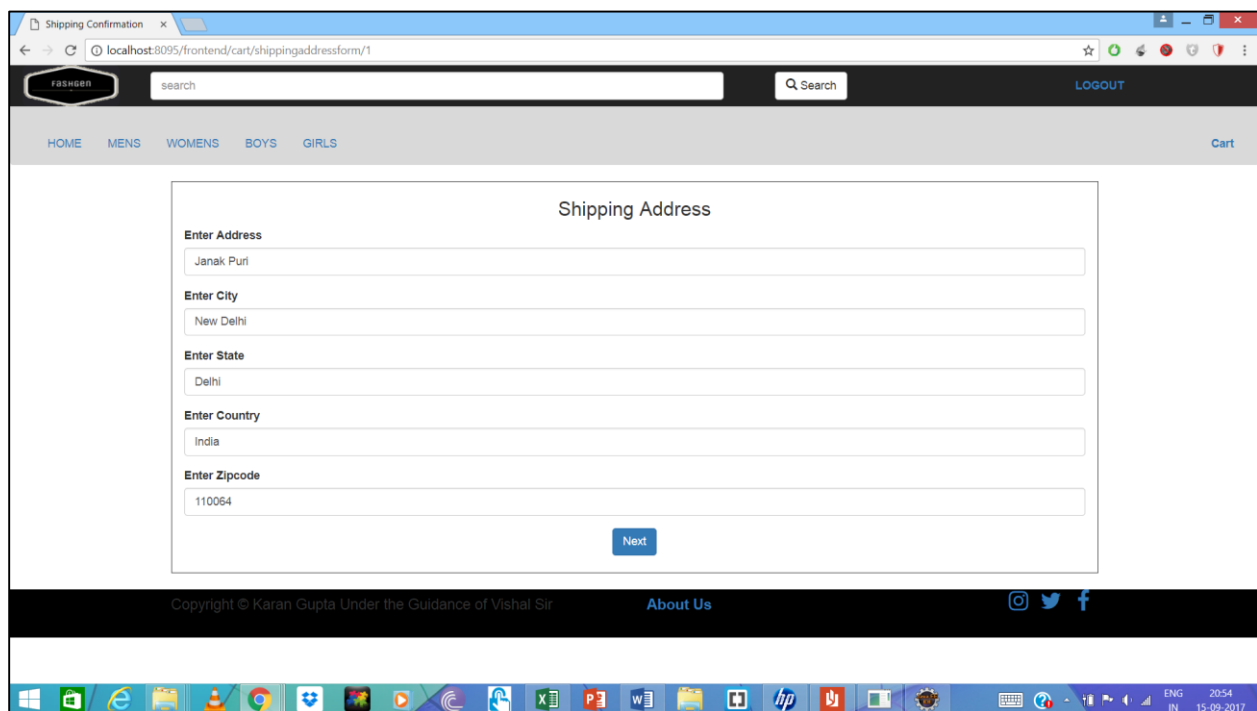 Shipping Confirmation
localhost:8095/frontend/cart/shippingaddressform/1
FASHGEN
search
Search
LOGOUT
HOME MENS WOMENS BOYS GIRLS Cart
Shipping Address
Enter Address
Janak Puri
Enter City
New Delhi
Enter State
Delhi
Enter Country
India
Enter Zipcode
110064
Next
Copyright © Karan Gupta Under the Guidance of Vishal Sir About Us
ENG 20:54
IN 15-09-2017